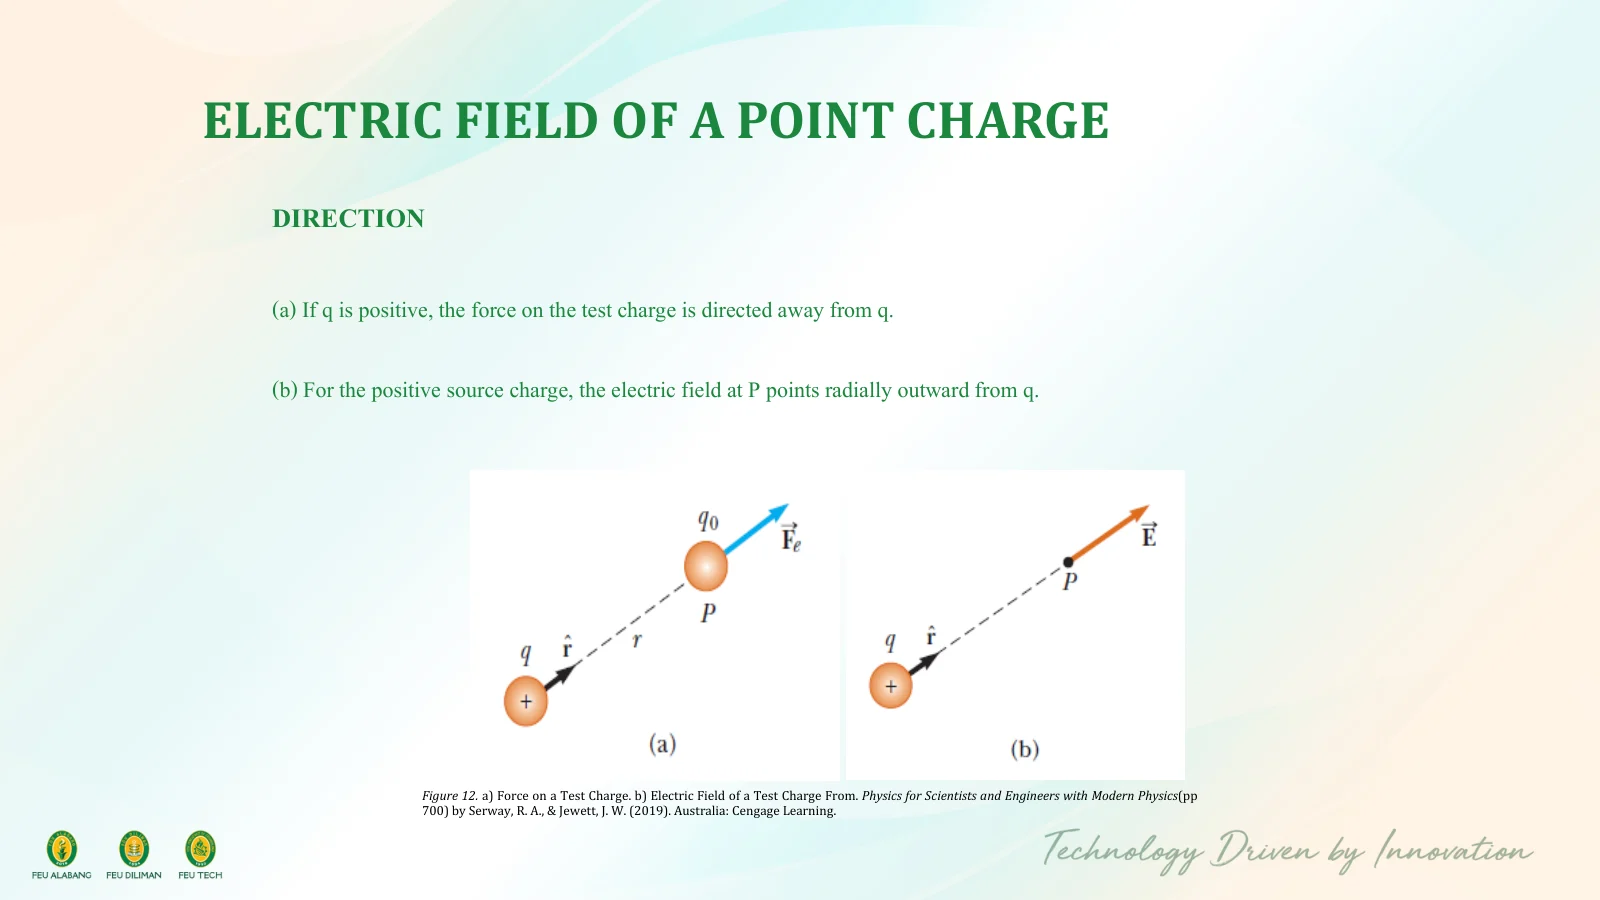 ELECTRIC FIELD OF A POINT CHARGE
DIRECTION
(a) If q is positive, the force on the test charge is directed away from q.
(b) For the positive source charge, the electric field at P points radially outward from q.
q0
F⃗e
P
r
q
r̂
+
(a)
E⃗
P
q
r̂
+
(b)
Figure 12. a) Force on a Test Charge. b) Electric Field of a Test Charge From. Physics for Scientists and Engineers with Modern Physics(pp
700) by Serway, R. A., & Jewett, J. W. (2019). Australia: Cengage Learning.
FEU ALABANG
FEU DILIMAN
FEU TECH
Technology Driven by Innovation